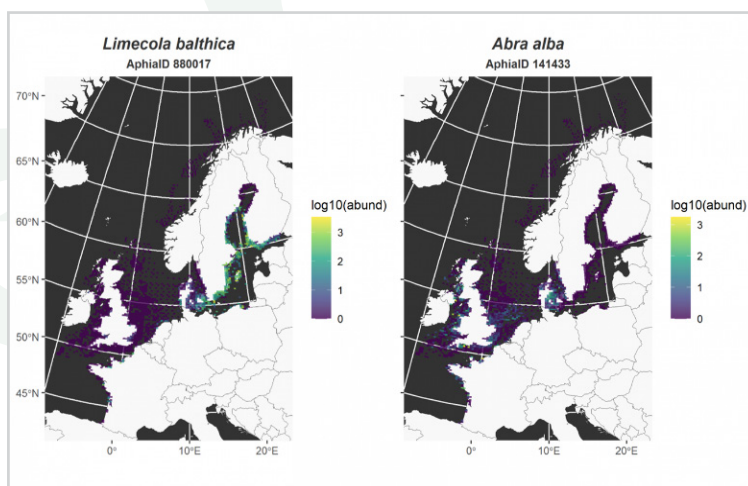 Limecola balthica
AphiaID 880017
70°N
65°N
60°N
55°N
50°N
45°N
0°
10°E
20°E
log10(abund)
3
2
1
0
Abra alba
AphiaID 141433
0°
10°E
20°E
log10(abund)
3
2
1
0